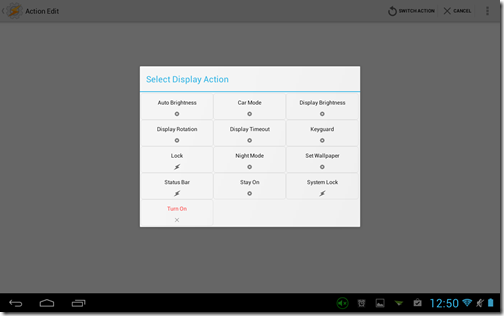 Action Edit SWITCH ACTION CANCEL
Select Display Action
Auto Brightness Car Mode Display Brightness
Display Rotation Display Timeout Keyguard
Lock Night Mode Set Wallpaper
Status Bar Stay On System Lock
Turn On
12:50